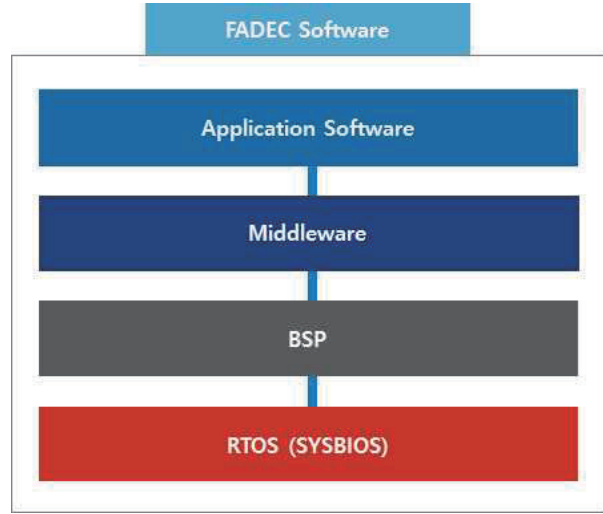 FADEC Software
Application Software
Middleware
BSP
RTOS (SYSBIOS)